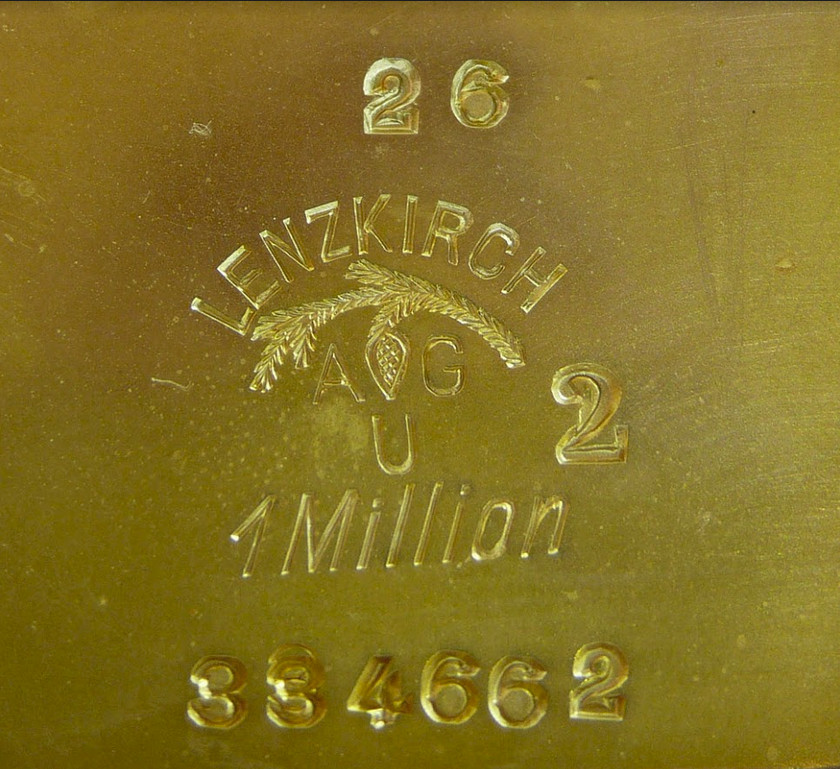 26
LENZKIRCH
A G
U
2
1 Million
334662